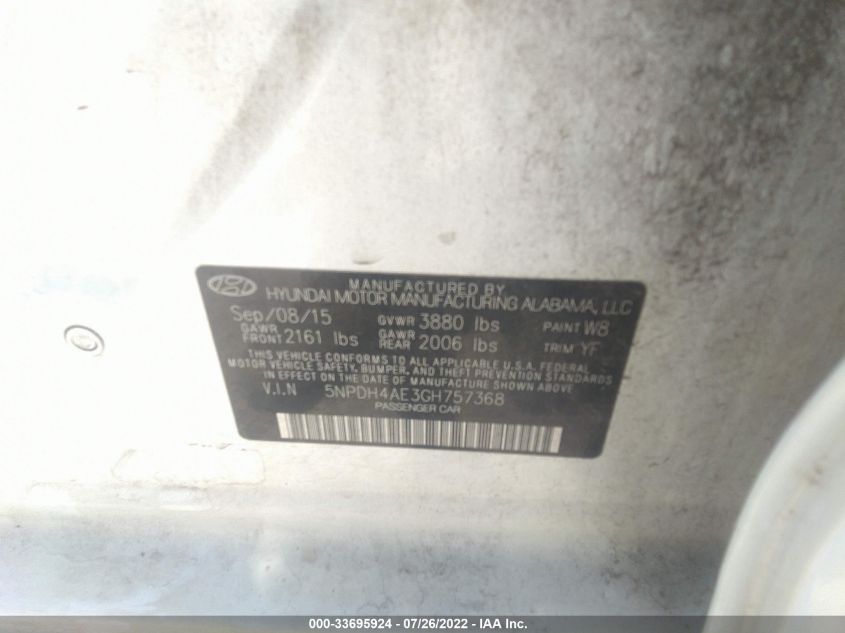 MANUFACTURED BY
HYUNDAI MOTOR MANUFACTURING ALABAMA, LLC
Sep/08/15 GVWR 3880 lbs PAINT W8
GAWR FRONT 2161 lbs GAWR REAR 2006 lbs TRIM YF
THIS VEHICLE CONFORMS TO ALL APPLICABLE U.S.A. FEDERAL
MOTOR VEHICLE SAFETY, BUMPER, AND THEFT PREVENTION STANDARDS
IN EFFECT ON THE DATE OF MANUFACTURE SHOWN ABOVE.
V.I.N 5NPDH4AE3GH757368
PASSENGER CAR
000-33695924 - 07/26/2022 - IAA Inc.